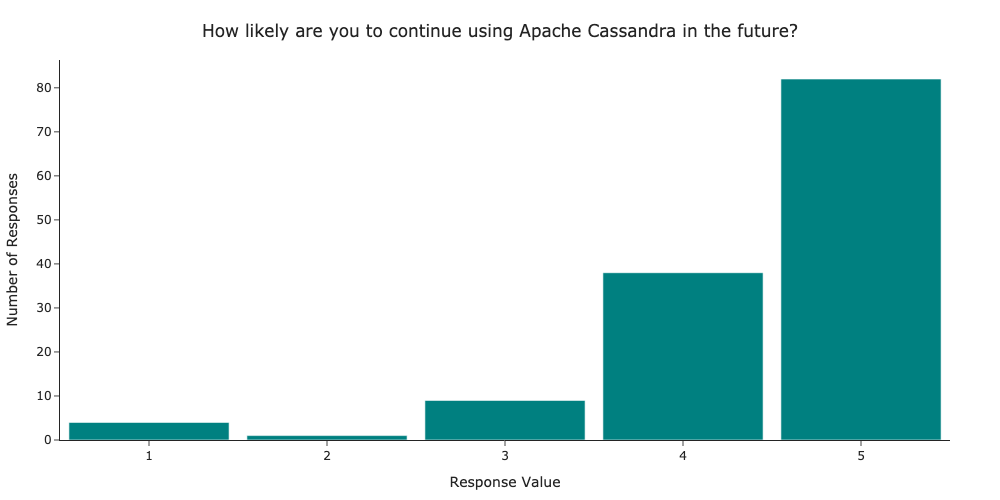 How likely are you to continue using Apache Cassandra in the future?
Number of Responses
80
70
60
50
40
30
20
10
0
1 2 3 4 5
Response Value